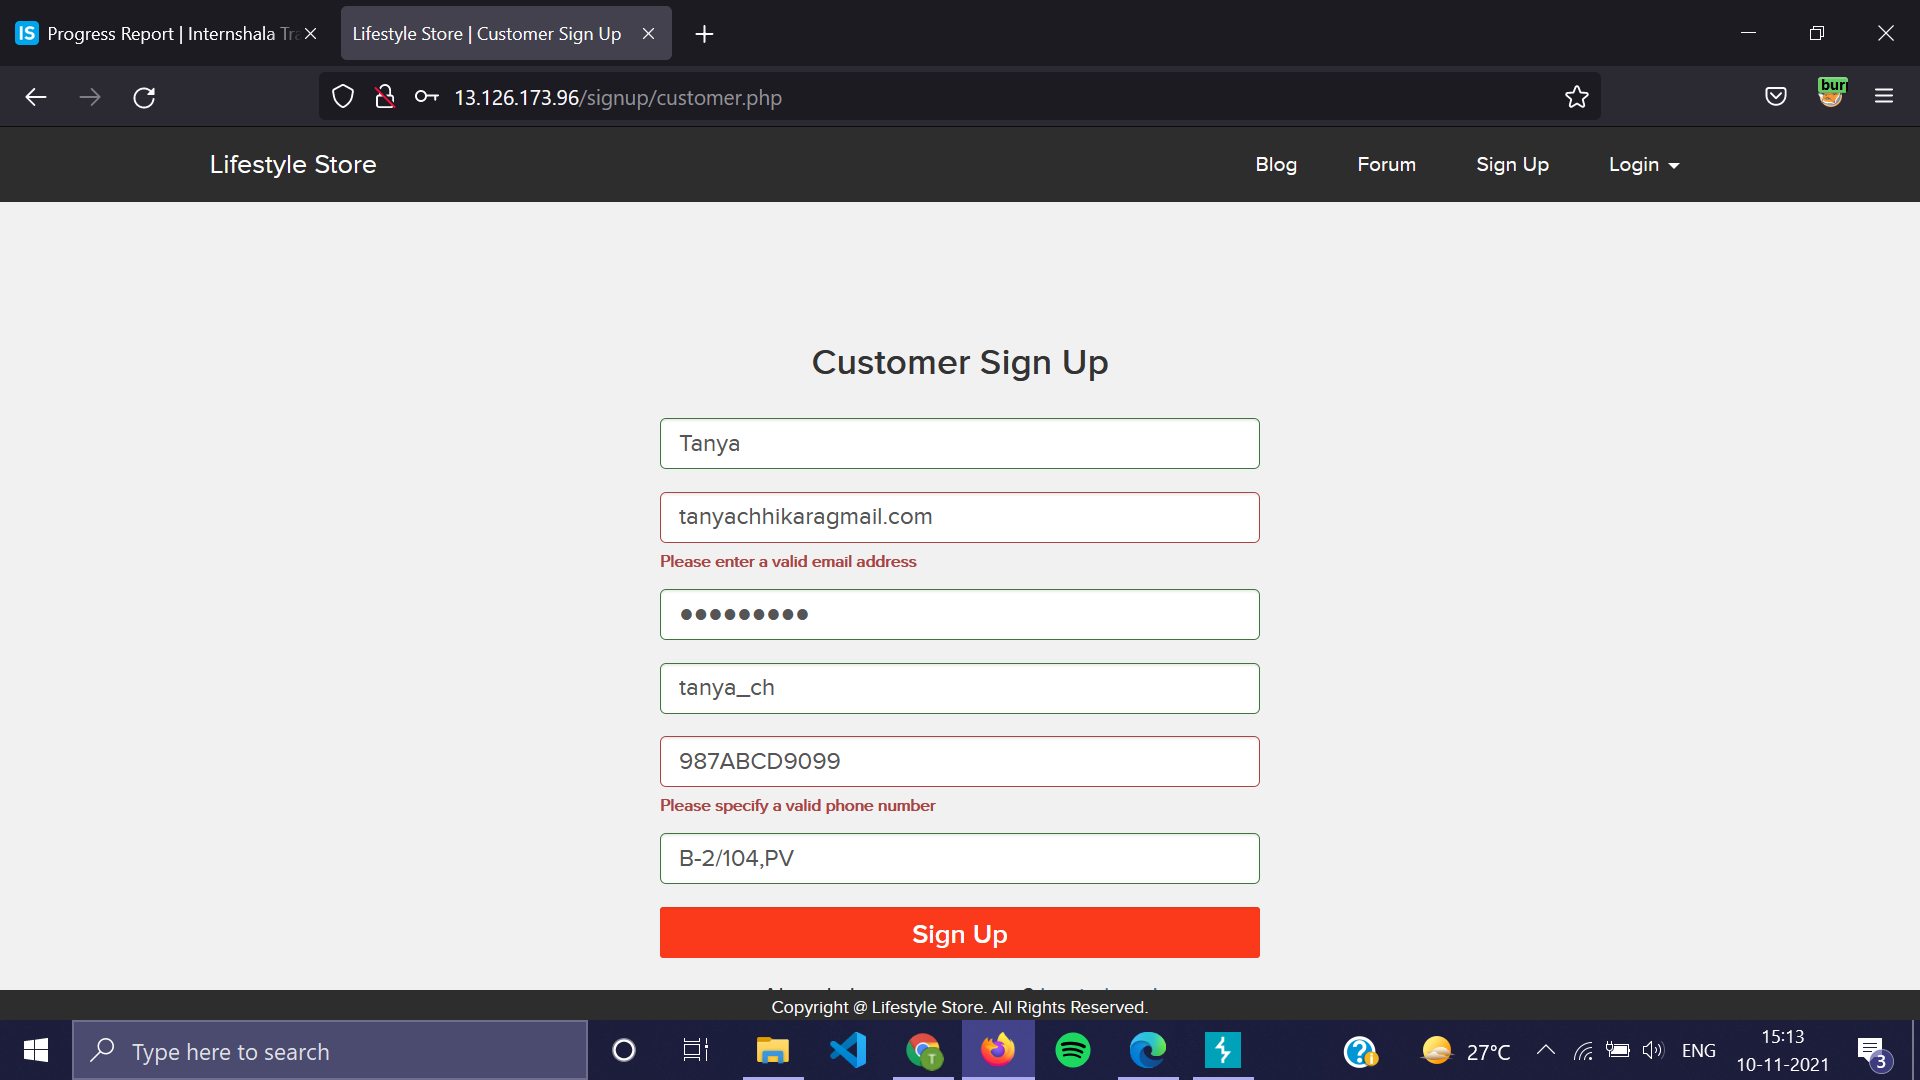 IS Progress Report | Internshala Tra
Lifestyle Store | Customer Sign Up
13.126.173.96/signup/customer.php
bur
Lifestyle Store
Blog
Forum
Sign Up
Login
Customer Sign Up
Tanya
tanyachhikaragmail.com
Please enter a valid email address
tanya_ch
987ABCD9099
Please specify a valid phone number
B-2/104,PV
Sign Up
Copyright @ Lifestyle Store. All Rights Reserved.
Type here to search
T
27°C
ENG
15:13
10-11-2021
3